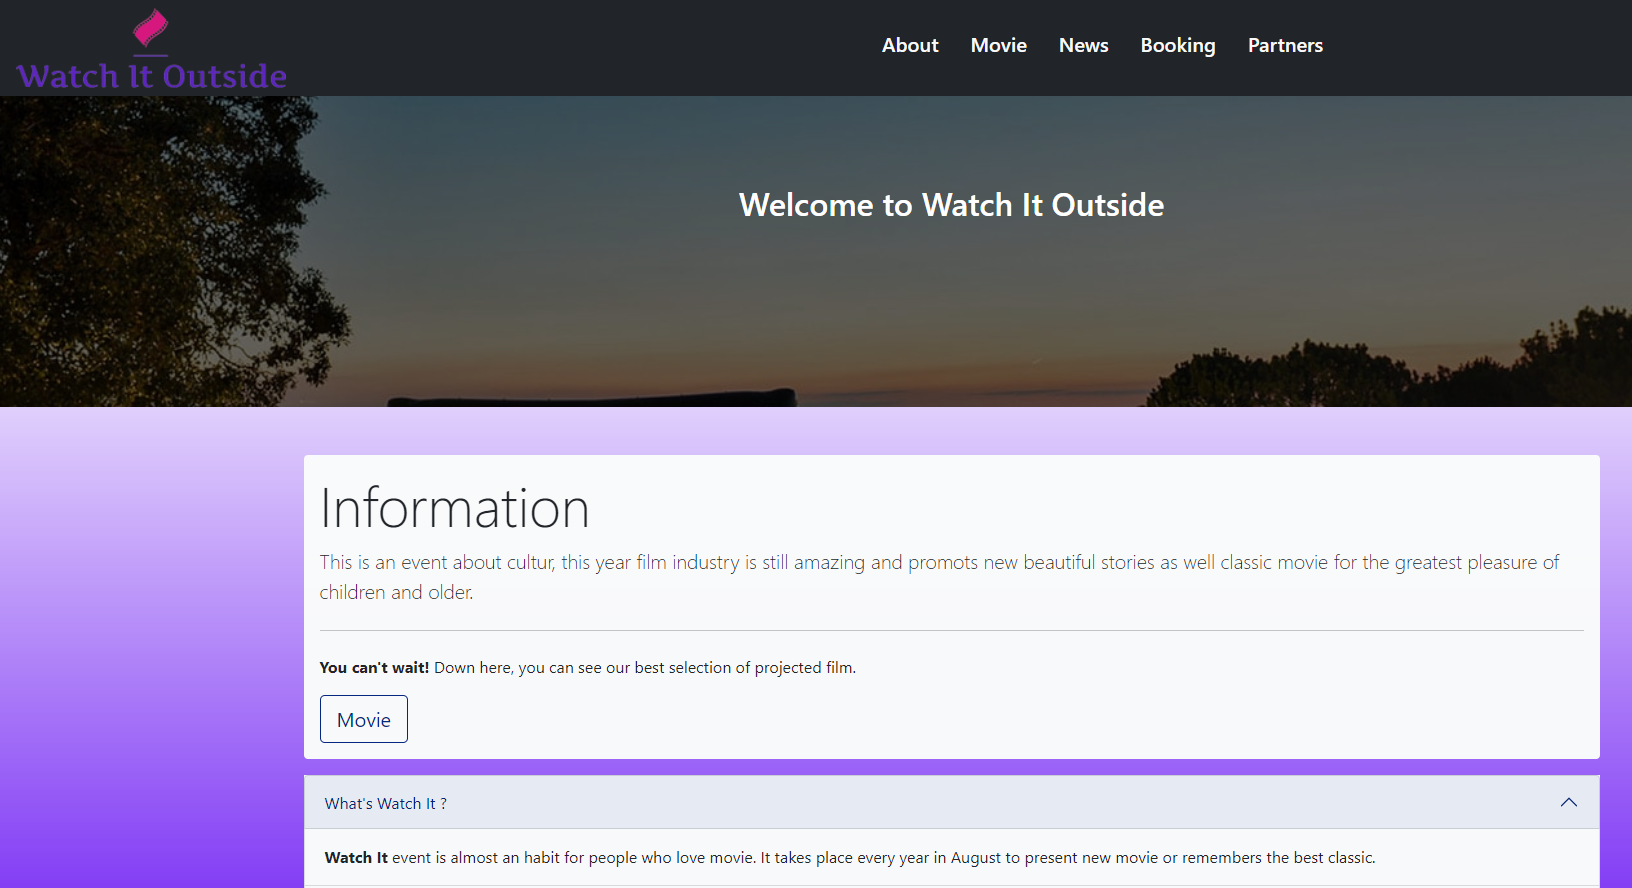 Watch It Outside
About Movie News Booking Partners
Welcome to Watch It Outside
Information
This is an event about cultur, this year film industry is still amazing and promots new beautiful stories as well classic movie for the greatest pleasure of
children and older.
You can't wait! Down here, you can see our best selection of projected film.
Movie
What's Watch It ?
Watch It event is almost an habit for people who love movie. It takes place every year in August to present new movie or remembers the best classic.